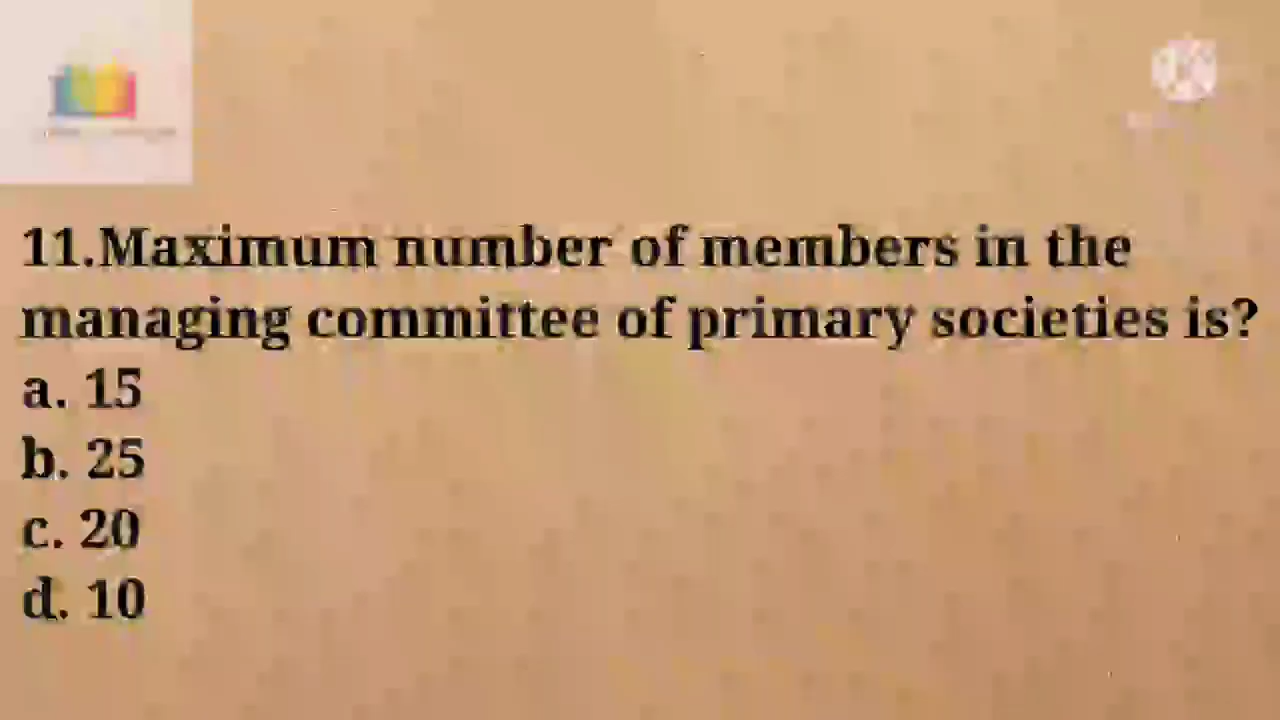 11.Maximum number of members in the
managing committee of primary societies is?
a. 15
b. 25
c. 20
d. 10